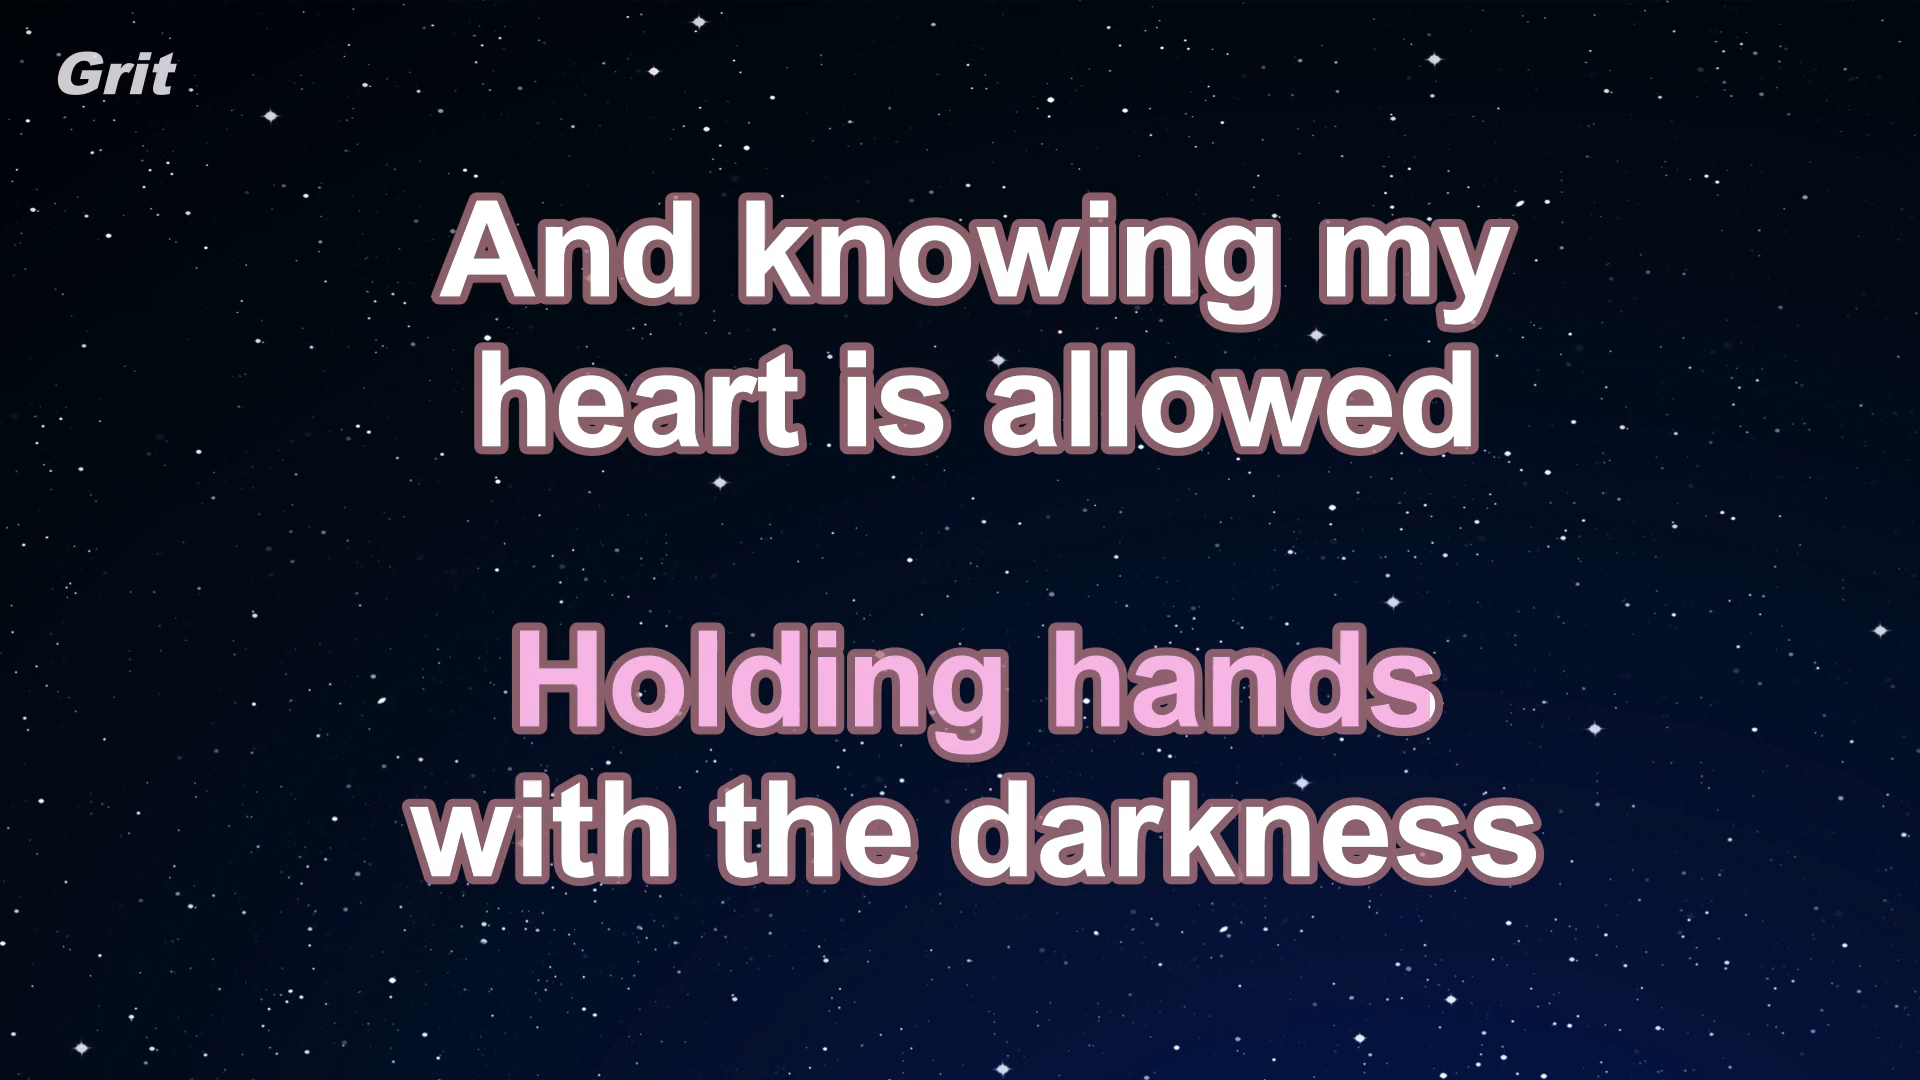 Grit
And knowing my
heart is allowed
Holding hands
with the darkness